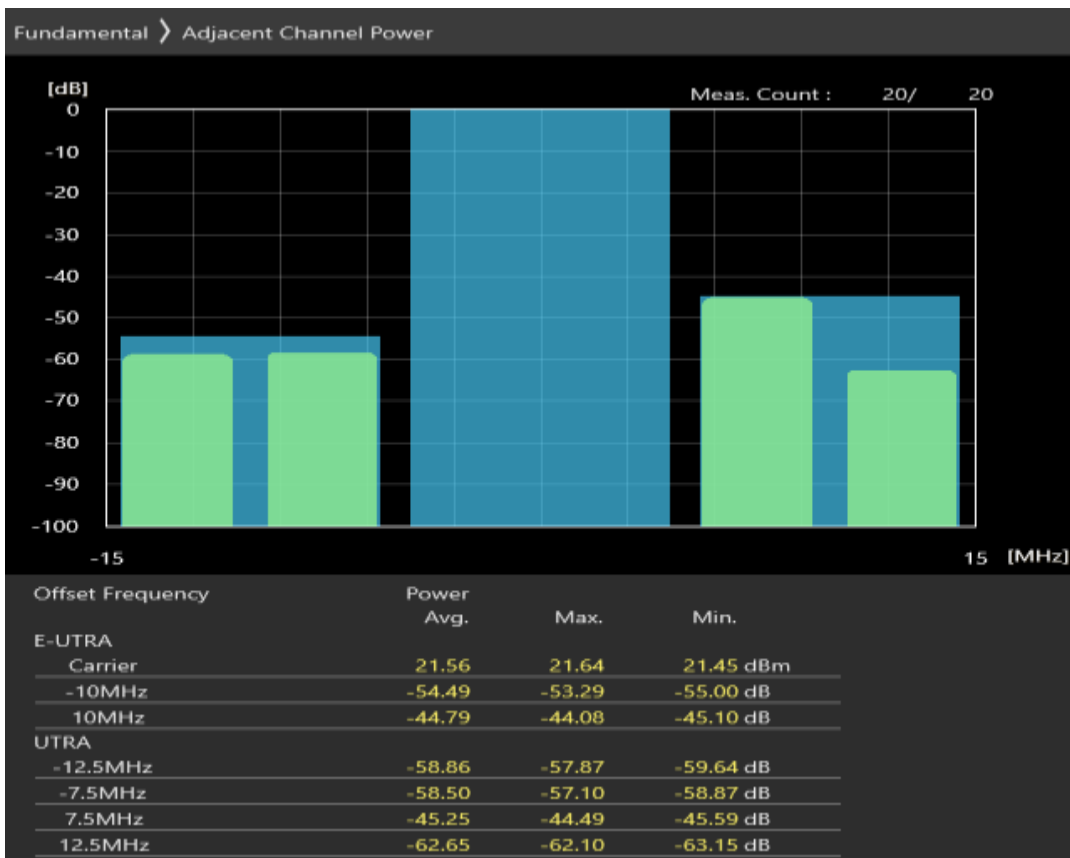 Fundamental ❯ Adjacent Channel Power
[dB]
Meas. Count : 20/ 20
0
-10
-20
-30
-40
-50
-60
-70
-80
-90
-100
-15 15 [MHz]
Offset Frequency Power
Avg. Max. Min.
E-UTRA
Carrier 21.56 21.64 21.45 dBm
-10MHz -54.49 -53.29 -55.00 dB
10MHz -44.79 -44.08 -45.10 dB
UTRA
-12.5MHz -58.86 -57.87 -59.64 dB
-7.5MHz -58.50 -57.10 -58.87 dB
7.5MHz -45.25 -44.49 -45.59 dB
12.5MHz -62.65 -62.10 -63.15 dB